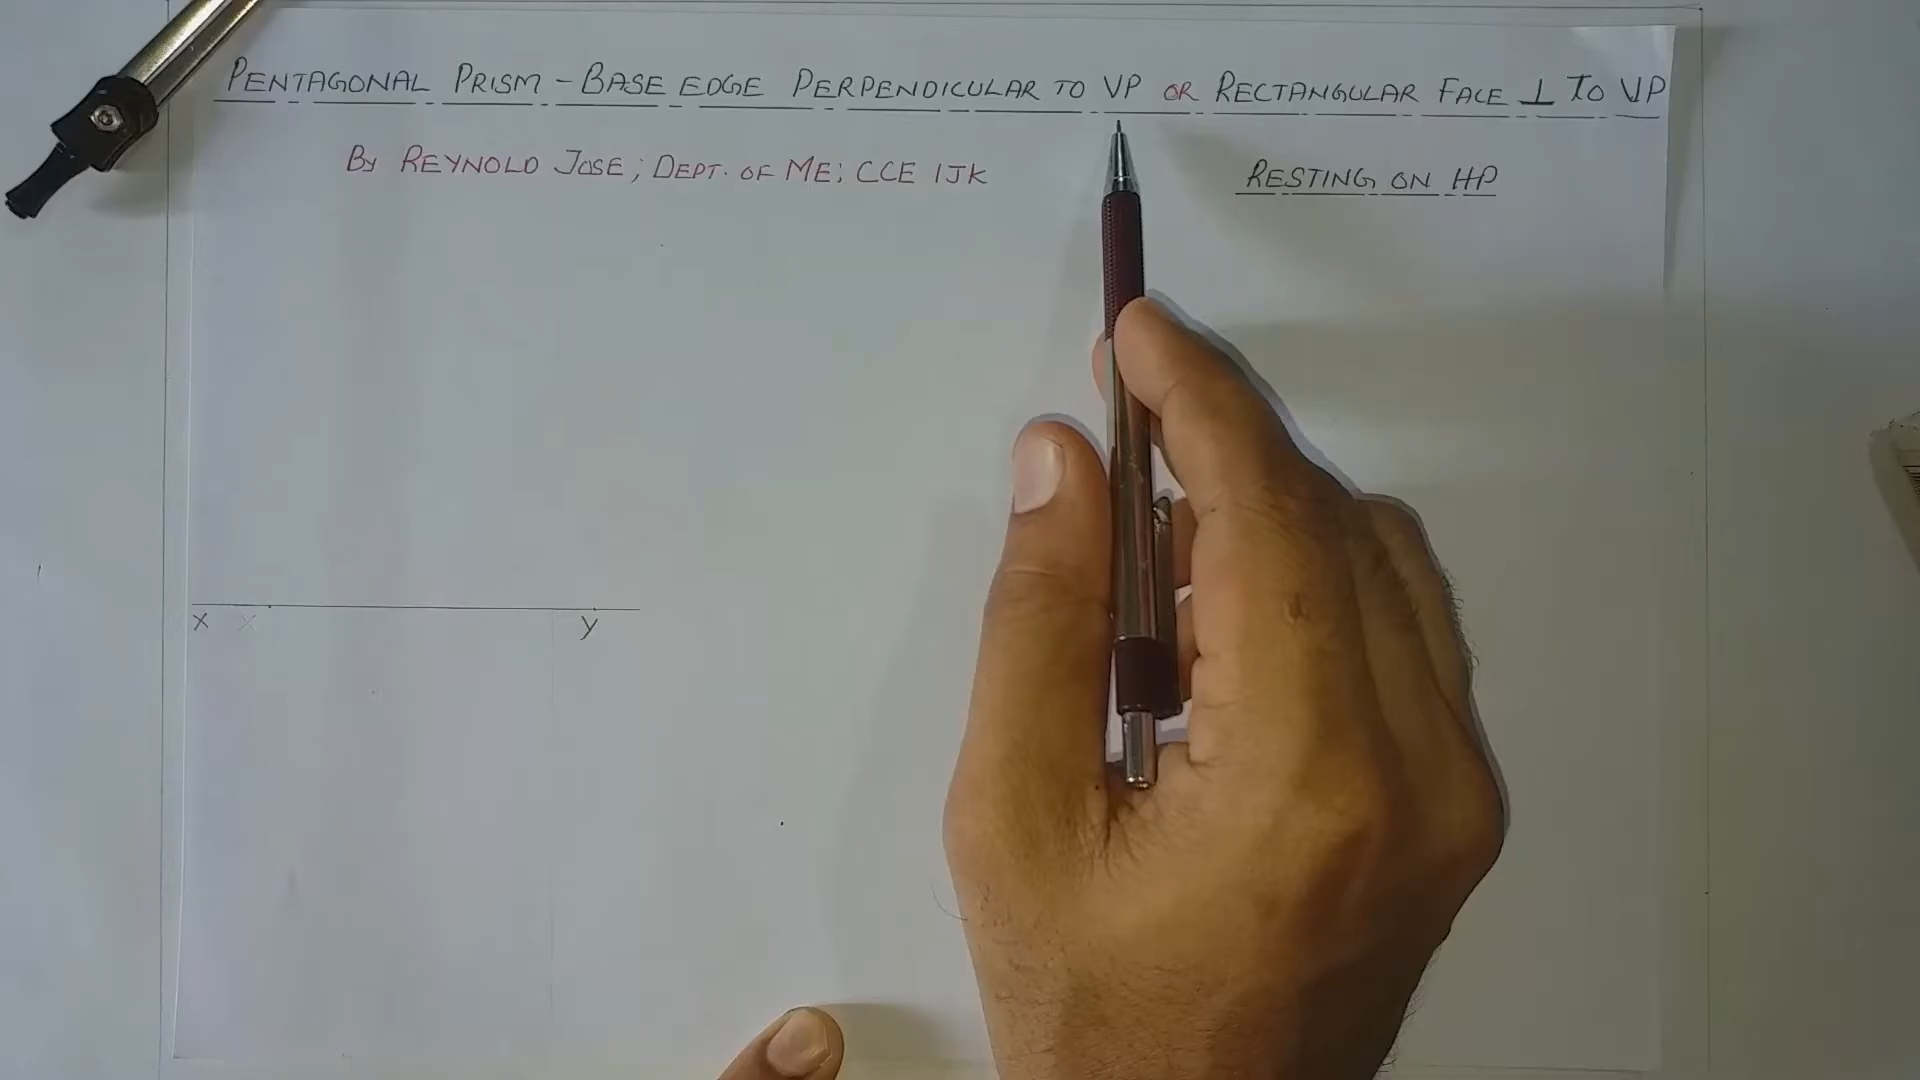 PENTAGONAL PRISM - BASE EDGE PERPENDICULAR TO VP OR RECTANGULAR FACE ⊥ TO VP
By REYNOLD JOSE; DEPT. OF ME; CCE IJK
RESTING ON HP
X X y